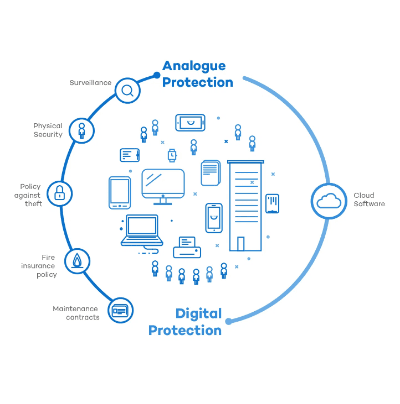 Analogue
Protection
Surveillance
Physical
Security
Policy
against
theft
Fire
insurance
policy
Maintenance
contracts
Cloud
Software
Digital
Protection